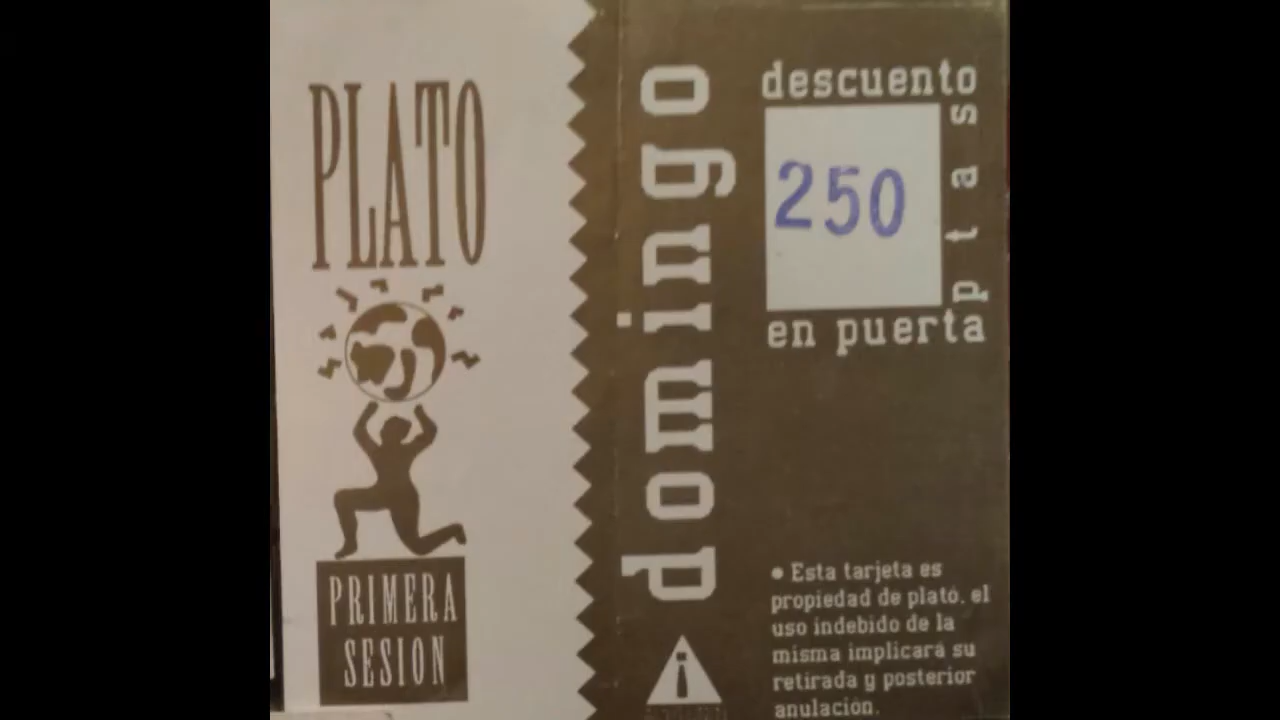 PLATO
PRIMERA
SESION
domingo
descuento
250
ptas
en puerta
• Esta tarjeta es
propiedad de plató. el
uso indebido de la
misma implicará su
retirada y posterior
anulación.